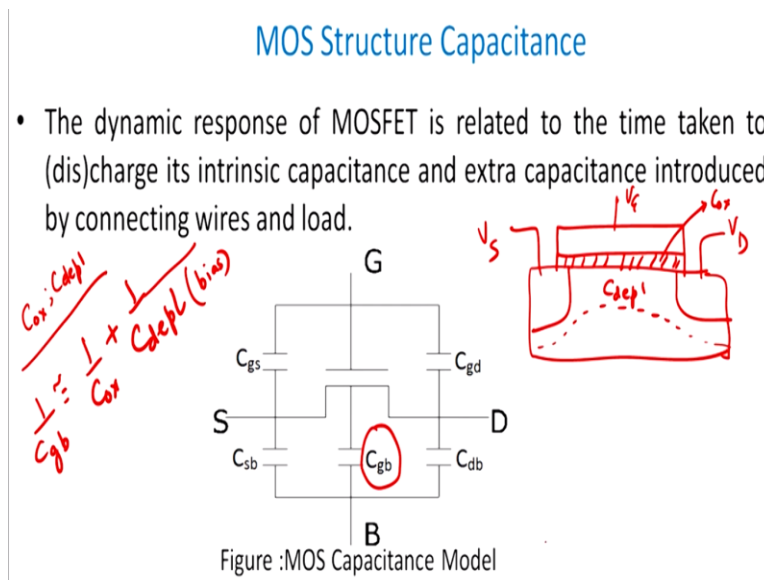 MOS Structure Capacitance
• The dynamic response of MOSFET is related to the time taken to
(dis)charge its intrinsic capacitance and extra capacitance introduced
by connecting wires and load.
VG
Cox
VS
VD
Cdepl
Cox; Cdepl
1/Cgb ≅ 1/Cox + 1/Cdepl(bias)
G
Cgs
Cgd
S
D
Csb
Cgb
Cdb
B
Figure :MOS Capacitance Model